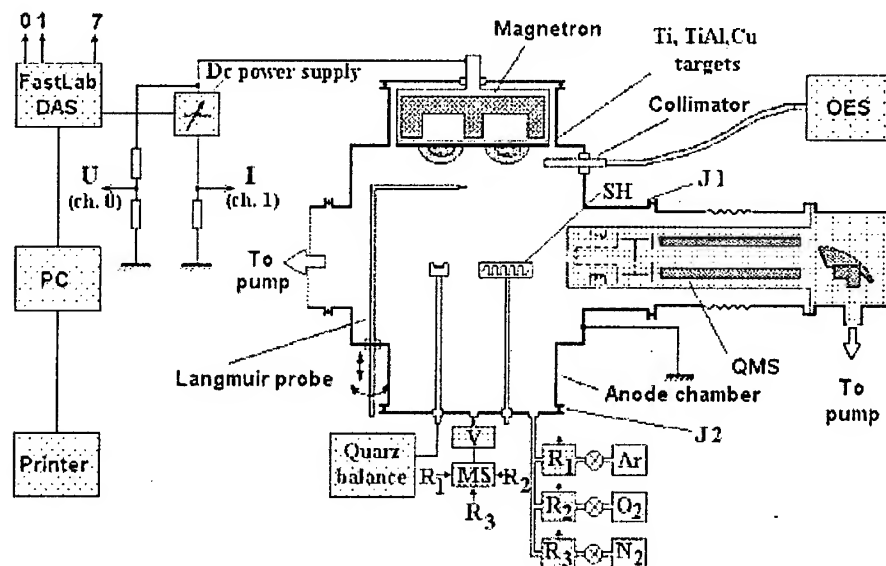 0 1 7
FastLab
DAS
Dc power supply
Magnetron
Ti, TiAl,Cu
targets
Collimator
OES
U
(ch. 0)
I
(ch. 1)
SH
J1
To
pump
PC
QMS
Langmuir probe
Anode chamber
To
pump
J2
Printer
Quarz
balance
V
R1
MS
R2
R3
R1
Ar
R2
O2
R3
N2